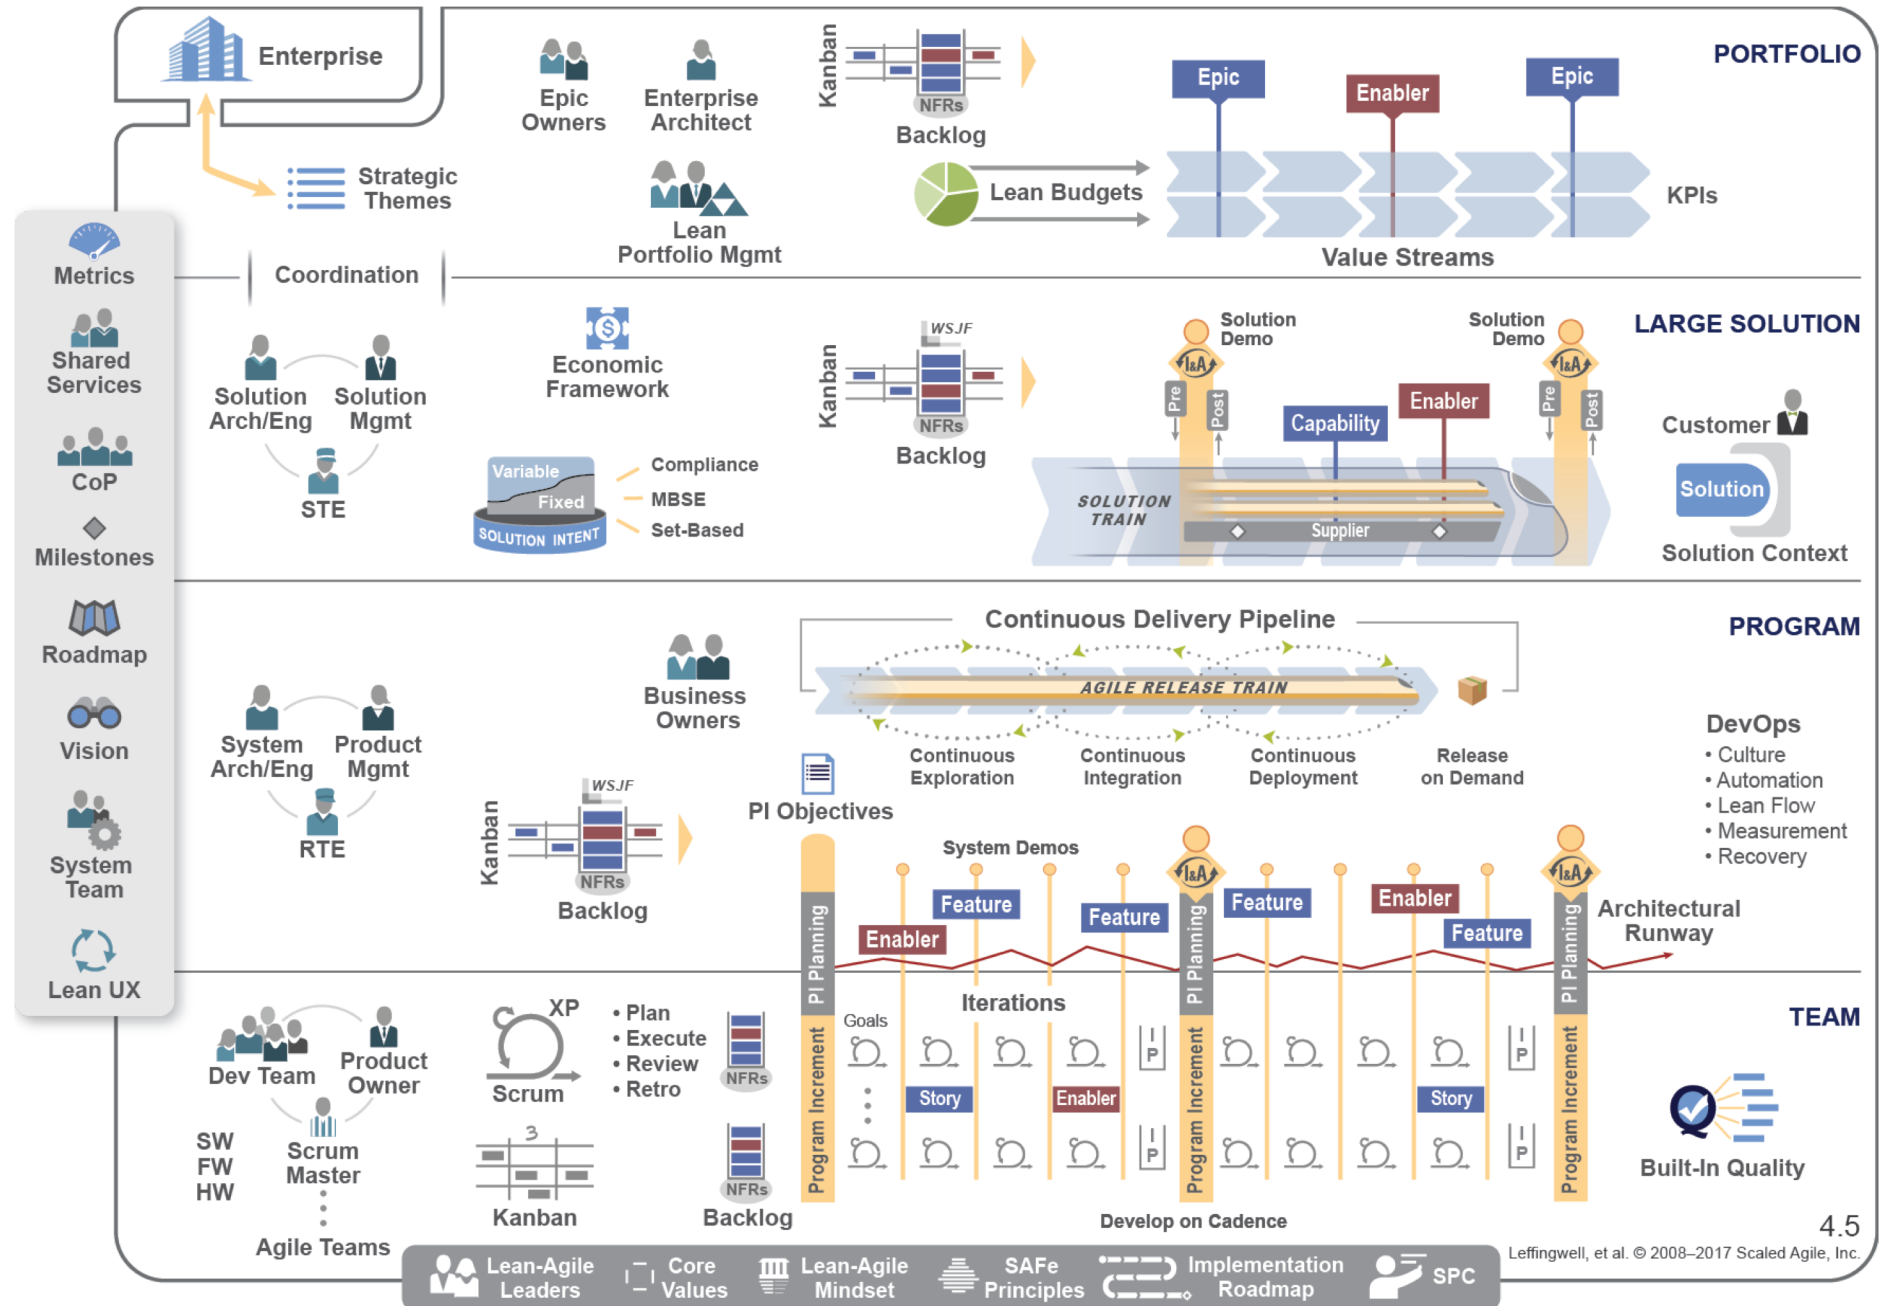 Enterprise
Epic
Owners
Enterprise
Architect
Kanban
NFRs
Backlog
Epic
Enabler
Epic
PORTFOLIO
Strategic
Themes
Lean
Portfolio Mgmt
Lean Budgets
KPIs
Value Streams
Metrics
Shared
Services
CoP
Milestones
Roadmap
Vision
System
Team
Lean UX
Coordination
Solution
Arch/Eng
Solution
Mgmt
STE
Economic
Framework
Variable
Fixed
SOLUTION INTENT
Compliance
MBSE
Set-Based
Kanban
WSJF
NFRs
Backlog
Solution
Demo
I&A
Pre
Post
Capability
Enabler
Solution
Demo
I&A
Pre
Post
SOLUTION
TRAIN
Supplier
LARGE SOLUTION
Customer
Solution
Solution Context
System
Arch/Eng
Product
Mgmt
RTE
Business
Owners
Continuous Delivery Pipeline
AGILE RELEASE TRAIN
Continuous
Exploration
Continuous
Integration
Continuous
Deployment
Release
on Demand
PROGRAM
DevOps
• Culture
• Automation
• Lean Flow
• Measurement
• Recovery
Kanban
WSJF
NFRs
Backlog
PI Objectives
System Demos
PI Planning
Enabler
Feature
Feature
I&A
PI Planning
Feature
Enabler
Feature
I&A
PI Planning
Architectural
Runway
Dev Team
Product
Owner
Scrum
Master
SW
FW
HW
Agile Teams
XP
Scrum
• Plan
• Execute
• Review
• Retro
3
Kanban
NFRs
NFRs
Backlog
Program Increment
Iterations
Goals
I
P
Story
Enabler
I
P
Program Increment
I
P
Story
I
P
Program Increment
Develop on Cadence
TEAM
Built-In Quality
4.5
Leffingwell, et al. © 2008–2017 Scaled Agile, Inc.
Lean-Agile
Leaders
Core
Values
Lean-Agile
Mindset
SAFe
Principles
Implementation
Roadmap
SPC